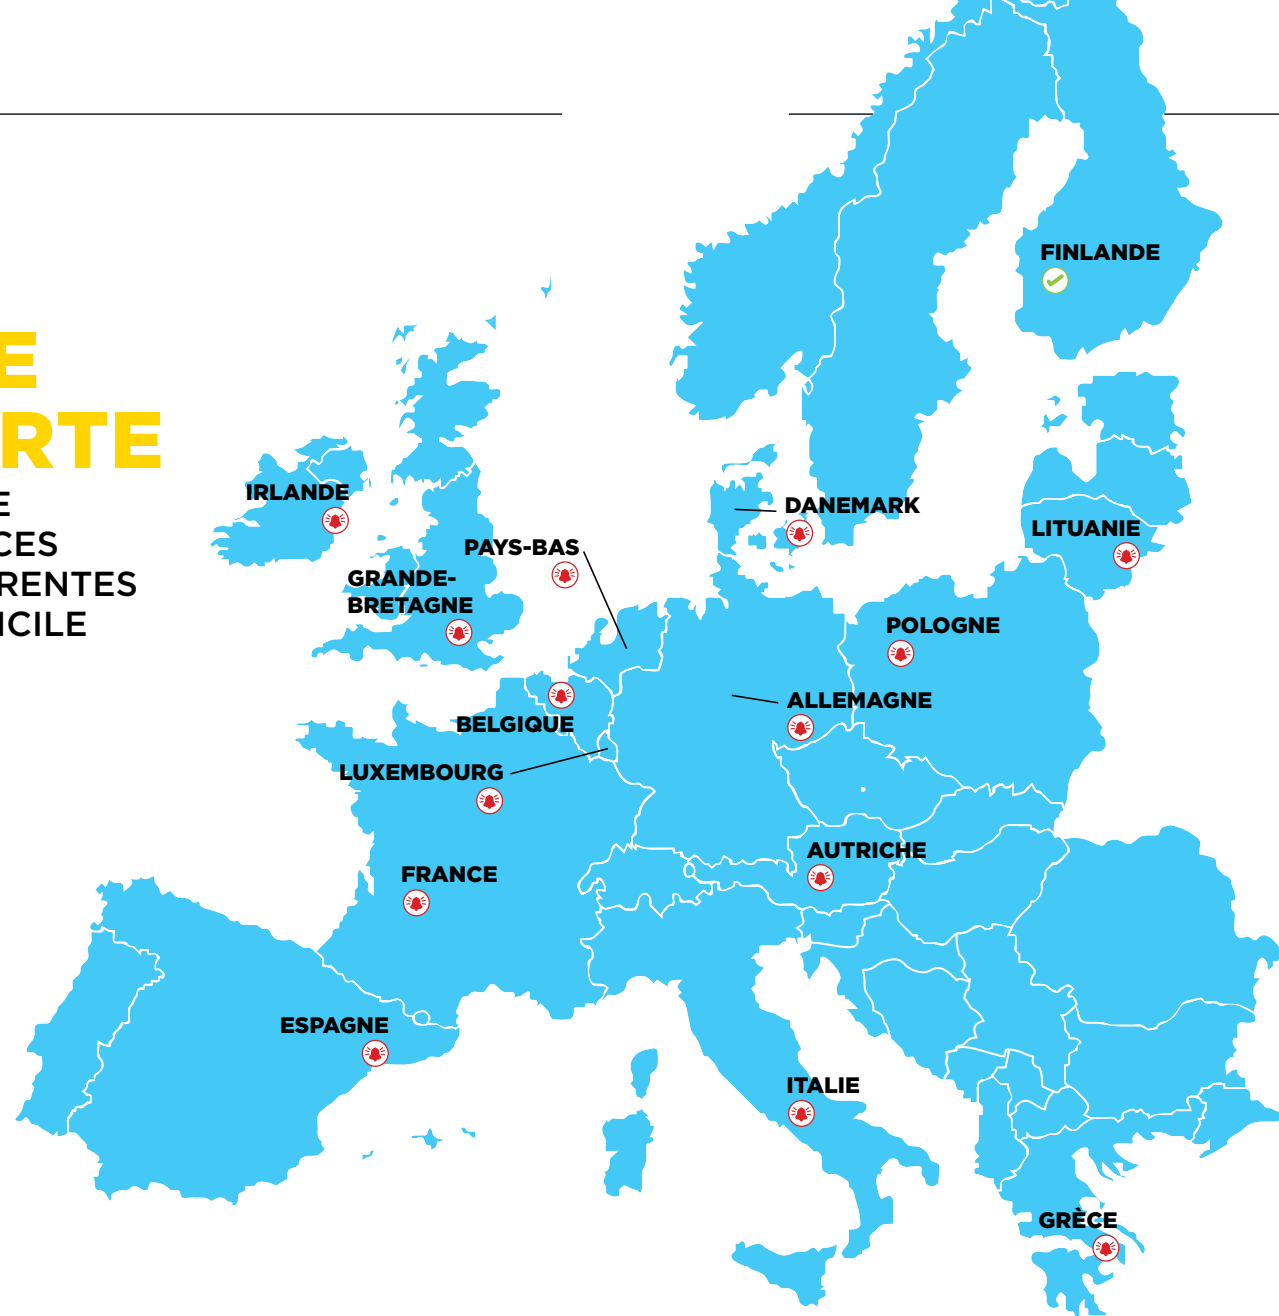 E
RTE
E
CES
RENTES
ICILE
FINLANDE
IRLANDE
DANEMARK
LITUANIE
PAYS-BAS
GRANDE-
BRETAGNE
POLOGNE
ALLEMAGNE
BELGIQUE
LUXEMBOURG
AUTRICHE
FRANCE
ESPAGNE
ITALIE
GRÈCE